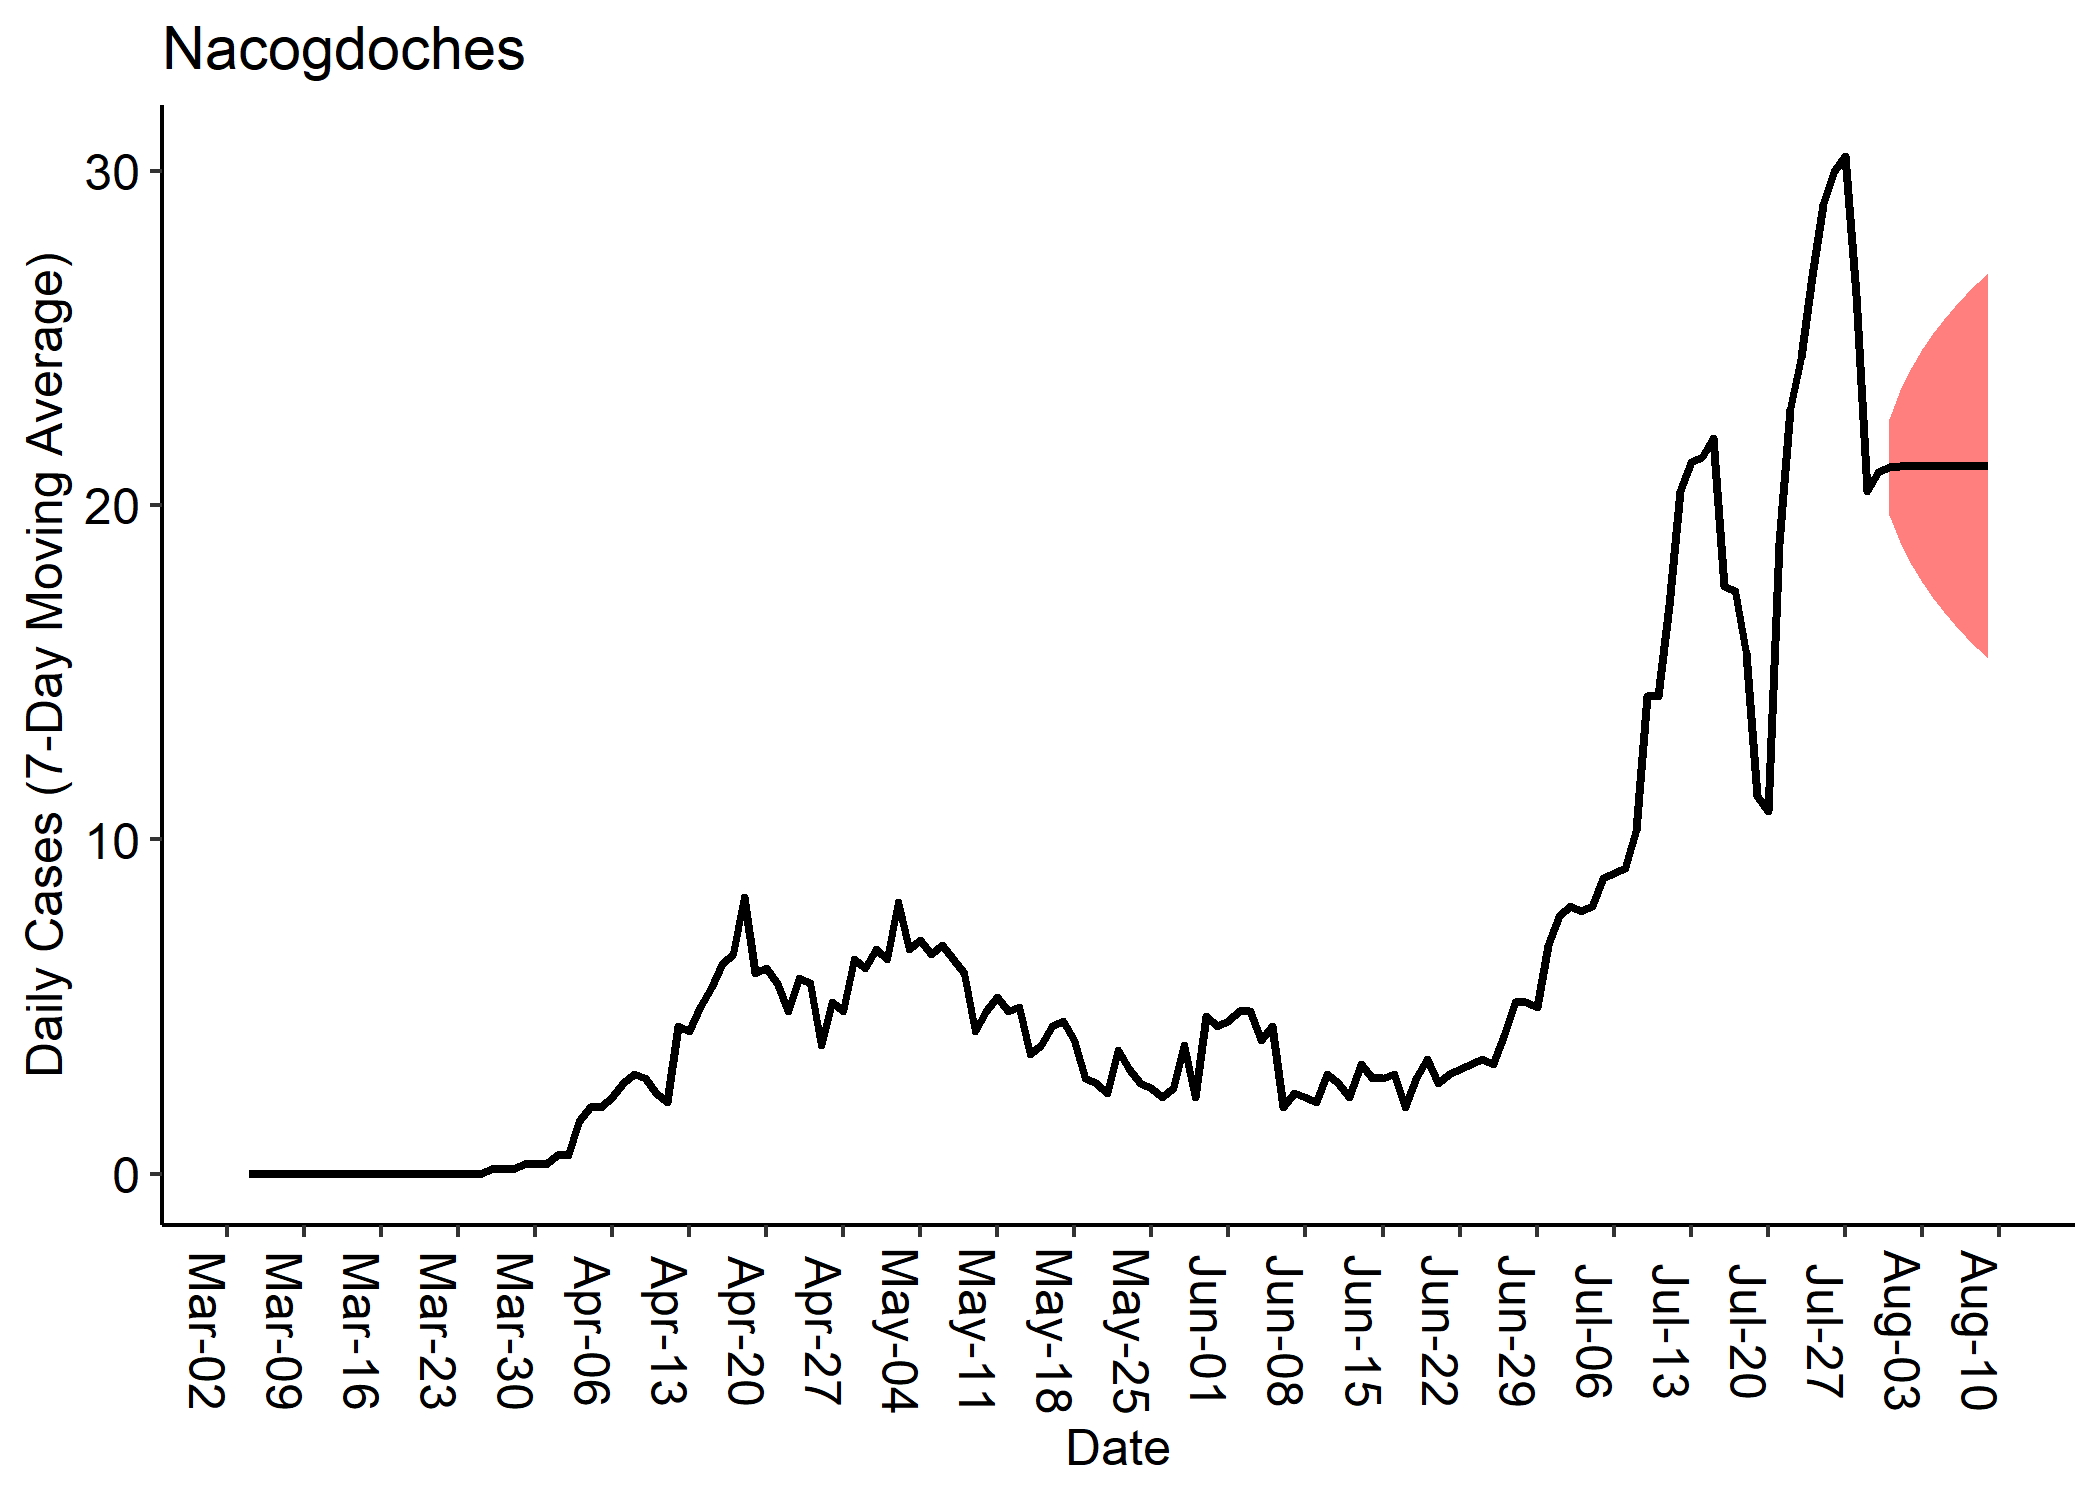 Nacogdoches
Daily Cases (7-Day Moving Average)
30
20
10
0
Mar-02
Mar-09
Mar-16
Mar-23
Mar-30
Apr-06
Apr-13
Apr-20
Apr-27
May-04
May-11
May-18
May-25
Jun-01
Jun-08
Jun-15
Jun-22
Jun-29
Jul-06
Jul-13
Jul-20
Jul-27
Aug-03
Aug-10
Date